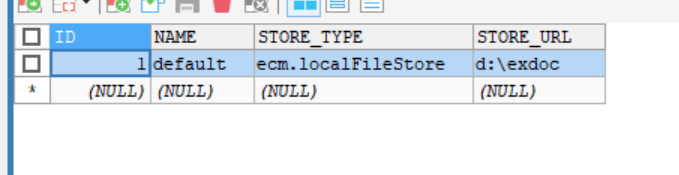 ID NAME STORE_TYPE STORE_URL
1 default ecm.localFileStore d:\exdoc
* (NULL) (NULL) (NULL) (NULL)